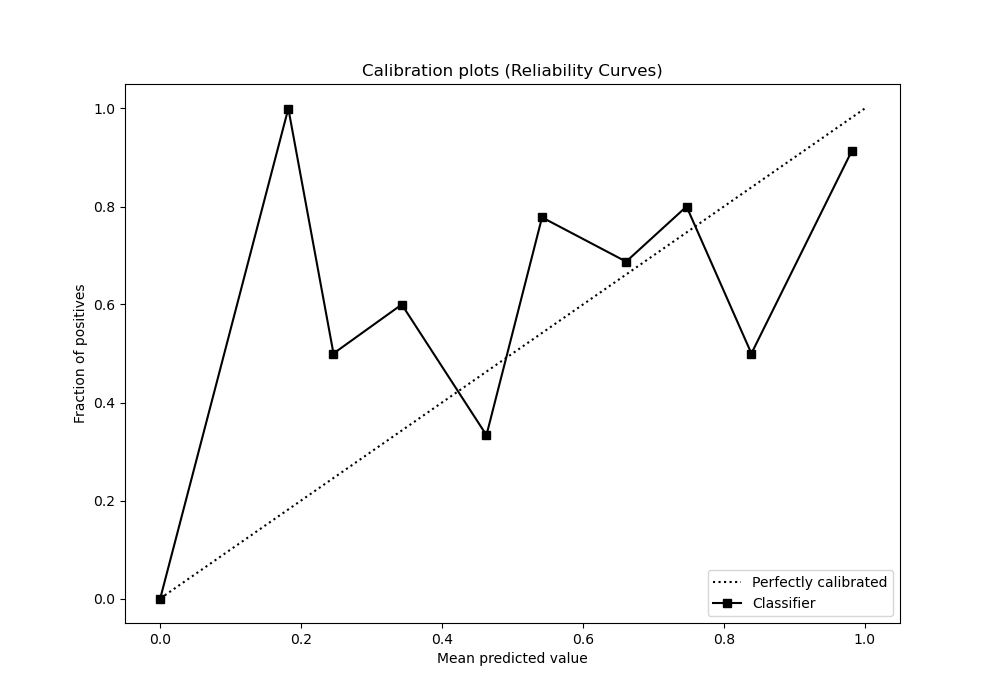 Calibration plots (Reliability Curves)
1.0
0.8
0.6
0.4
0.2
0.0
Fraction of positives
0.0 0.2 0.4 0.6 0.8 1.0
Mean predicted value
Perfectly calibrated
Classifier